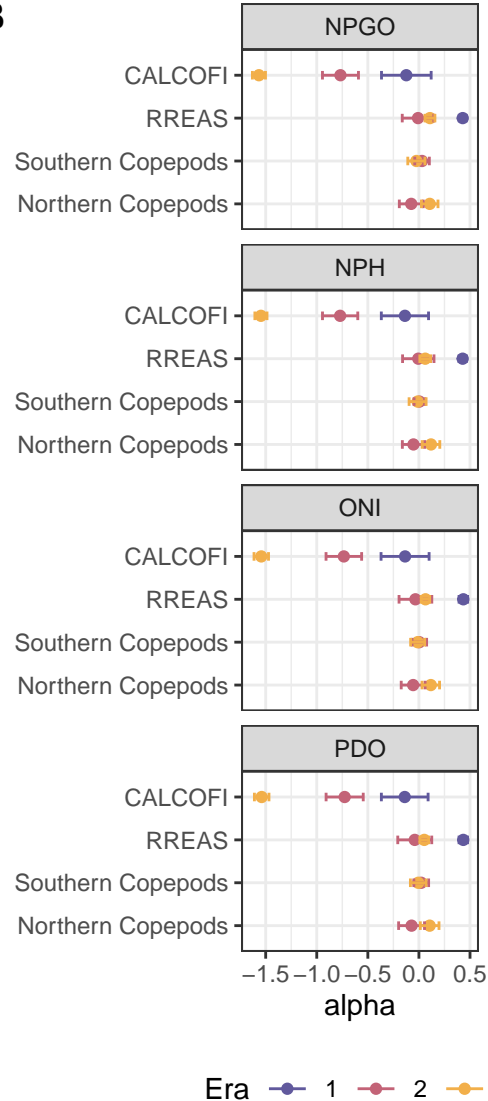 B
NPGO
CALCOFI
RREAS
Southern Copepods
Northern Copepods
NPH
CALCOFI
RREAS
Southern Copepods
Northern Copepods
ONI
CALCOFI
RREAS
Southern Copepods
Northern Copepods
PDO
CALCOFI
RREAS
Southern Copepods
Northern Copepods
−1.5 −1.0 −0.5 0.0 0.5
alpha
Era 1 2